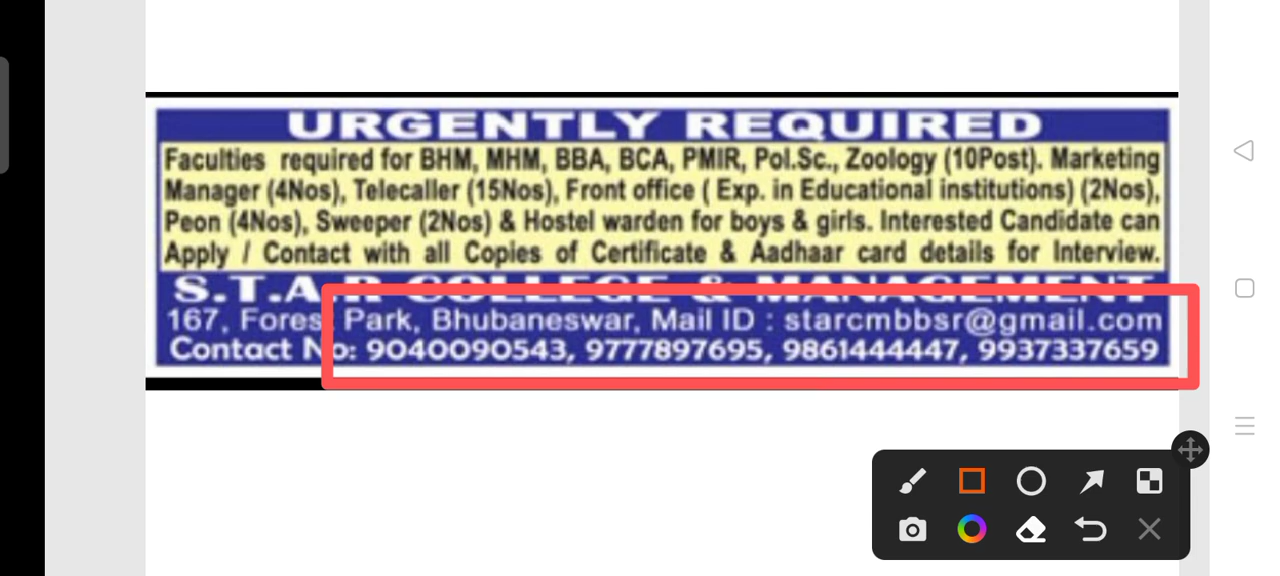 URGENTLY REQUIRED
Faculties required for BHM, MHM, BBA, BCA, PMIR, Pol.Sc., Zoology (10Post). Marketing
Manager (4Nos), Telecaller (15Nos), Front office ( Exp. in Educational institutions) (2Nos),
Peon (4Nos), Sweeper (2Nos) & Hostel warden for boys & girls. Interested Candidate can
Apply / Contact with all Copies of Certificate & Aadhaar card details for Interview.
S.T.A.R COLLEGE & MANAGEMENT
167, Forest Park, Bhubaneswar, Mail ID : starcmbbsr@gmail.com
Contact No: 9040090543, 9777897695, 9861444447, 9937337659